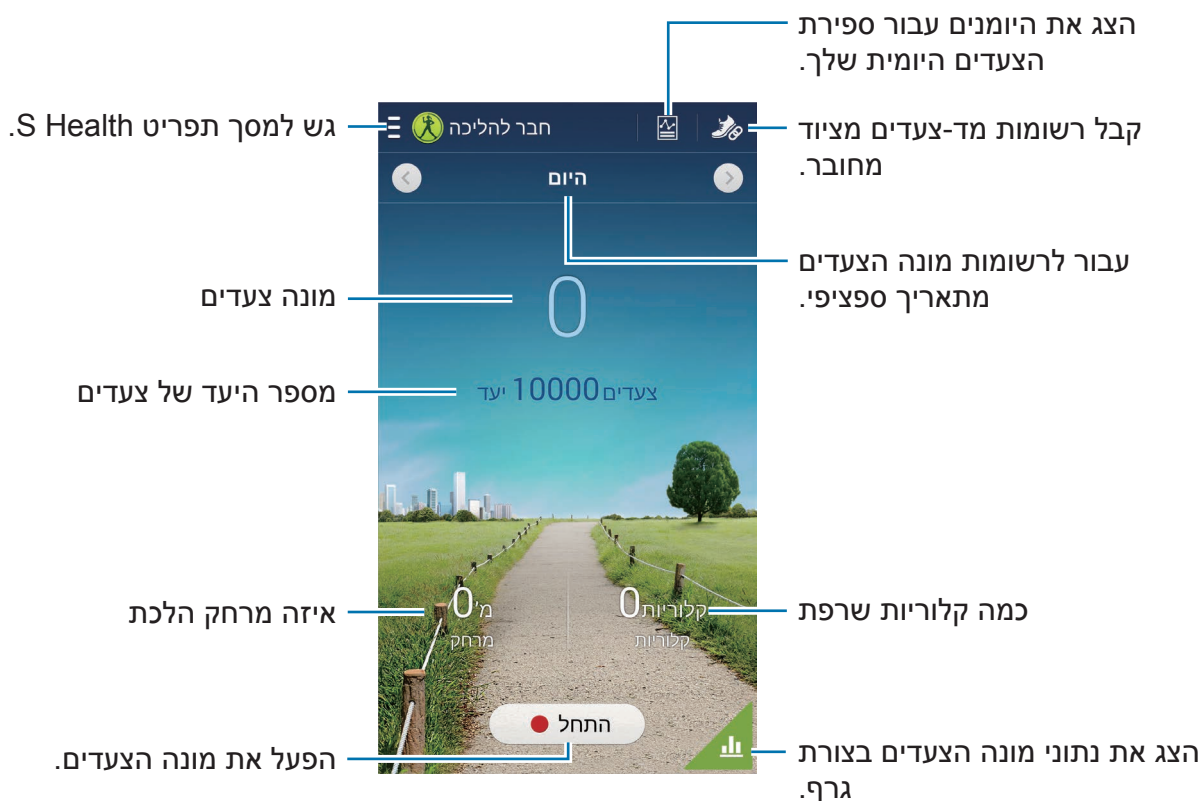 הצג את היומנים עבור ספירת
הצעדים היומית שלך.
גש למסך תפריט S Health.
חבר להליכה
קבל רשומות מד-צעדים מציוד
מחובר.
היום
עבור לרשומות מונה הצעדים
מתאריך ספציפי.
מונה צעדים
0
מספר היעד של צעדים
צעדים 10000 יעד
איזה מרחק הלכת
0מ'
מרחק
קלוריות0
קלוריות
כמה קלוריות שרפת
התחל
הפעל את מונה הצעדים.
הצג את נתוני מונה הצעדים בצורת
גרף.